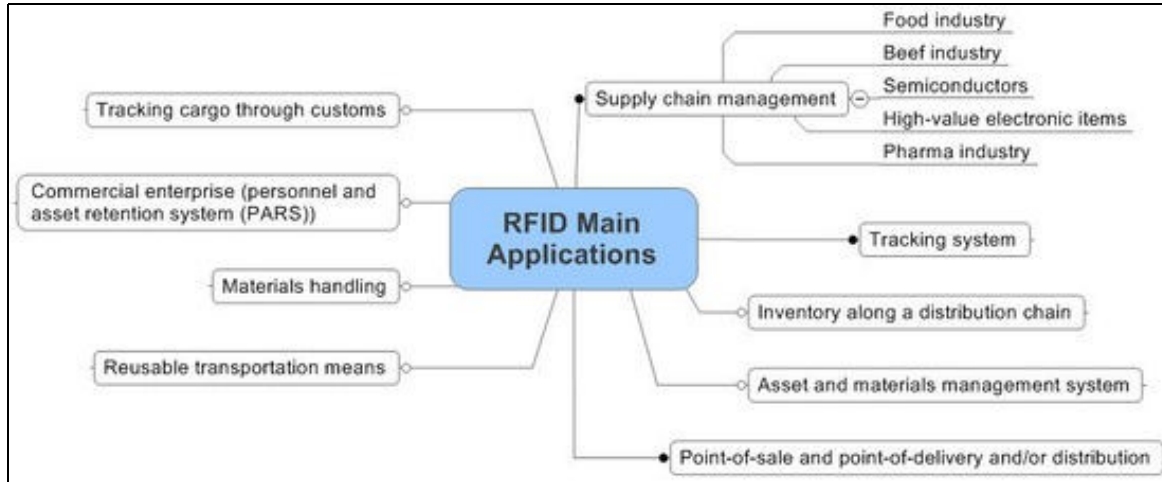 Food industry
Beef industry
Supply chain management
Semiconductors
High-value electronic items
Pharma industry
Tracking cargo through customs
Commercial enterprise (personnel and
asset retention system (PARS))
RFID Main
Applications
Tracking system
Materials handling
Inventory along a distribution chain
Reusable transportation means
Asset and materials management system
Point-of-sale and point-of-delivery and/or distribution